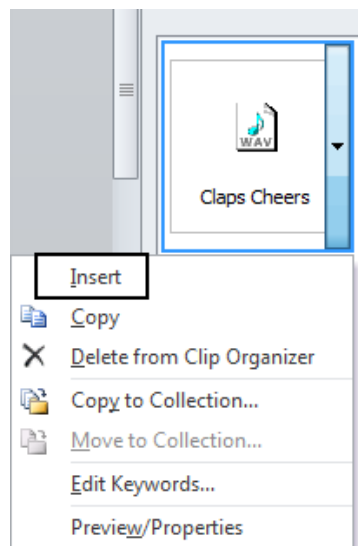 WAV
Claps Cheers
Insert
Copy
Delete from Clip Organizer
Copy to Collection...
Move to Collection...
Edit Keywords...
Preview/Properties